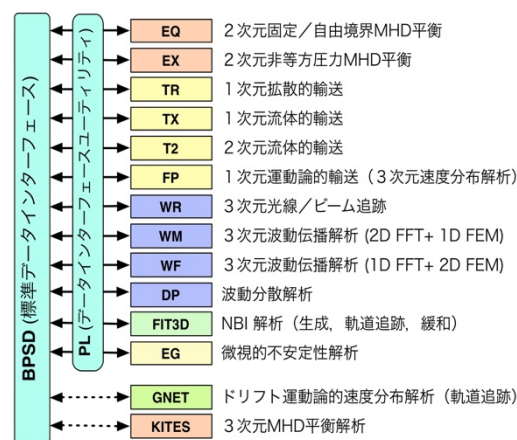 BPSD (標準データインターフェース)
PL (データインターフェースユーティリティ)
EQ 2次元固定／自由境界MHD平衡
EX 2次元非等方圧力MHD平衡
TR 1次元拡散的輸送
TX 1次元流体的輸送
T2 2次元流体的輸送
FP 1次元運動論的輸送（3次元速度分布解析）
WR 3次元光線／ビーム追跡
WM 3次元波動伝播解析 (2D FFT+ 1D FEM)
WF 3次元波動伝播解析 (1D FFT+ 2D FEM)
DP 波動分散解析
FIT3D NBI 解析（生成，軌道追跡，緩和）
EG 微視的不安定性解析
GNET ドリフト運動論的速度分布解析（軌道追跡）
KITES 3次元MHD平衡解析